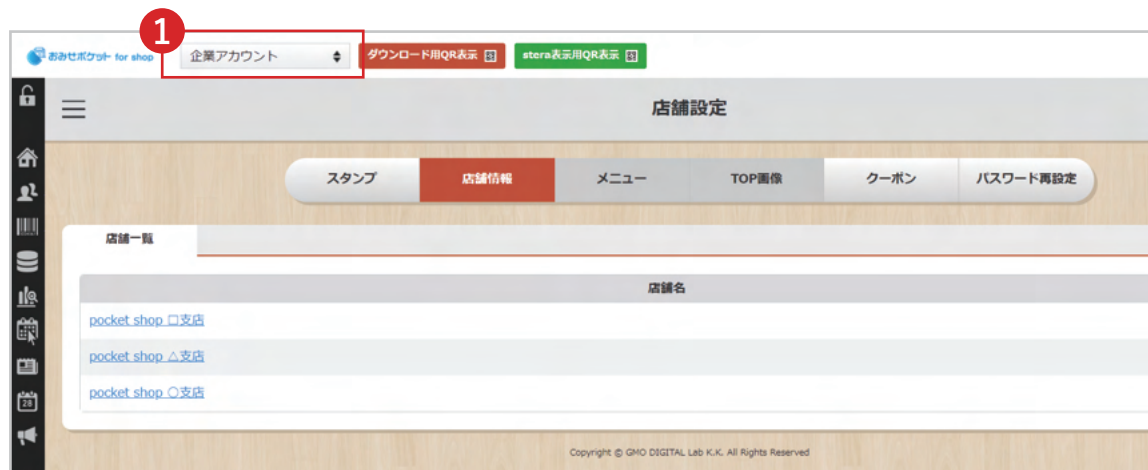 1
おみせポケット for shop 企業アカウント ダウンロード用QR表示 stera表示用QR表示
店舗設定
スタンプ 店舗情報 メニュー TOP画像 クーポン パスワード再設定
店舗一覧
店舗名
pocket shop □支店
pocket shop △支店
pocket shop ○支店
28
Copyright © GMO DIGITAL Lab K.K. All Rights Reserved